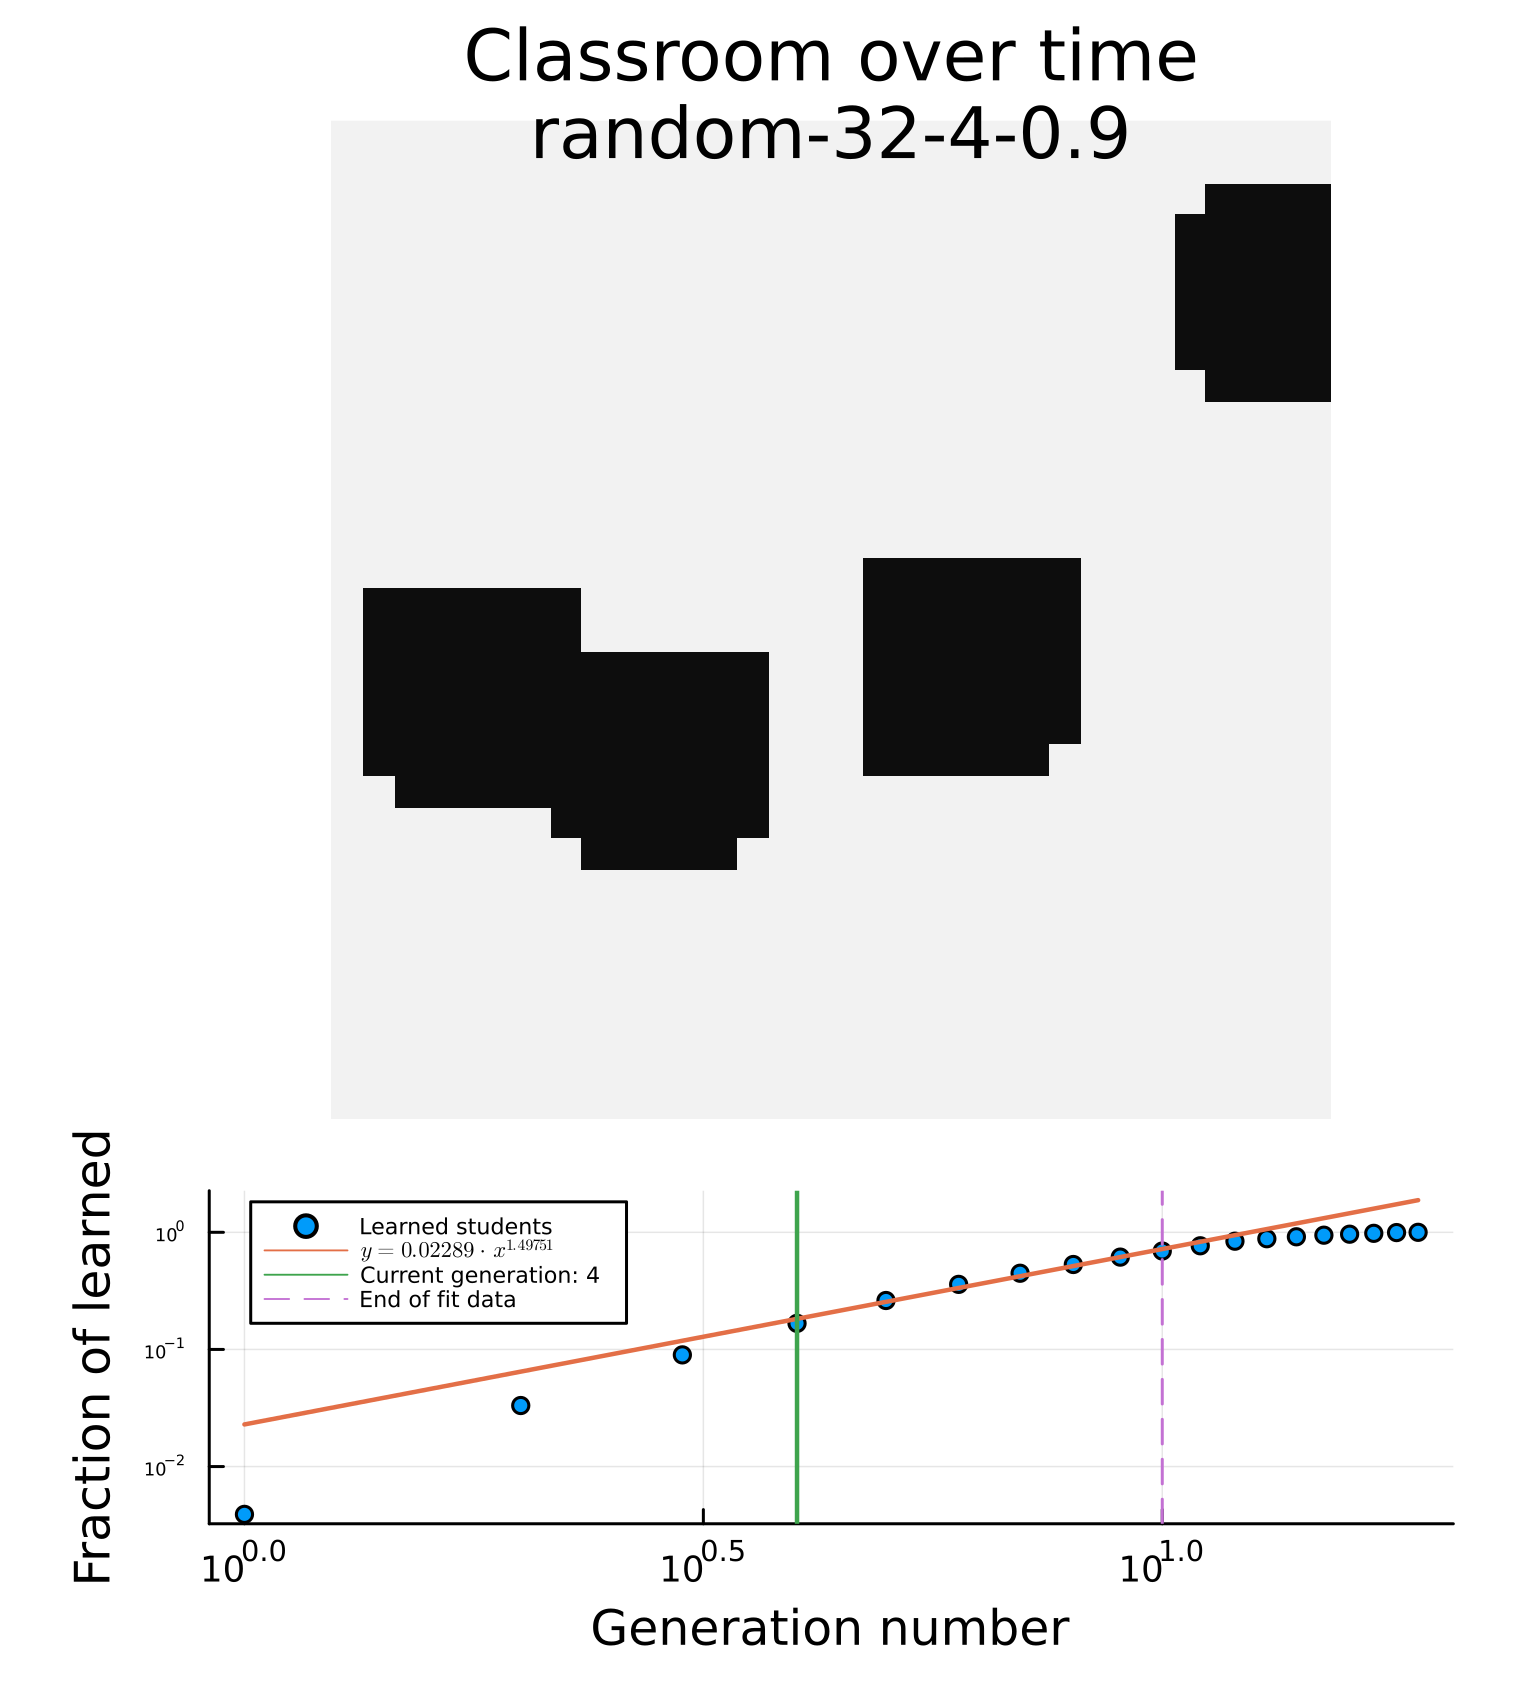 Classroom over time
random-32-4-0.9
Fraction of learned
10^0
10^−1
10^−2
Learned students
y = 0.02289 · x^1.49751
Current generation: 4
End of fit data
10^0.0
10^0.5
10^1.0
Generation number